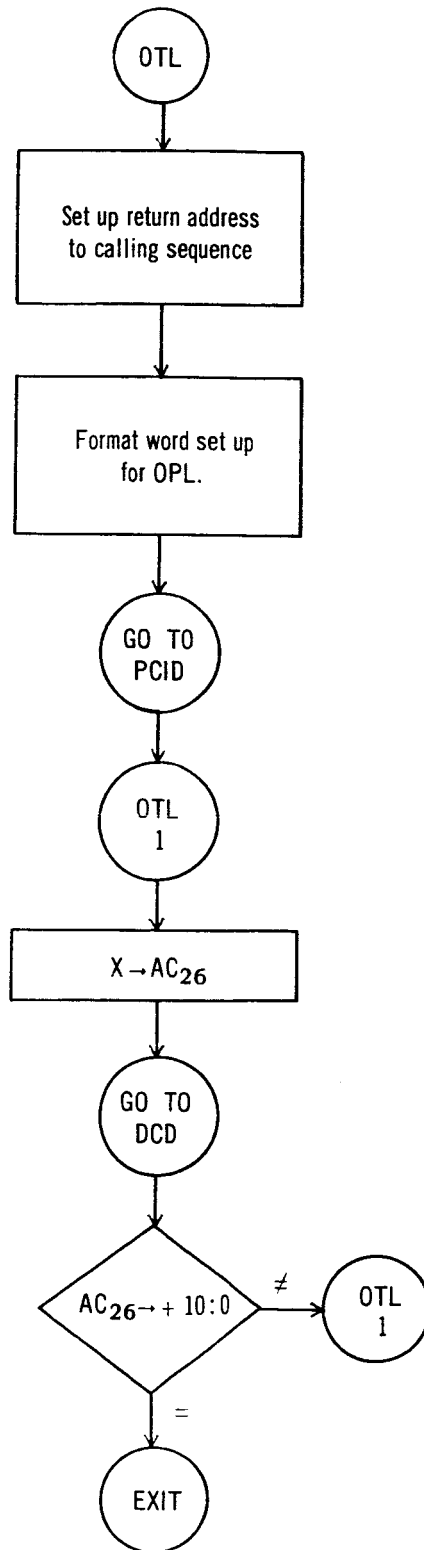 OTL
Set up return address
to calling sequence
Format word set up
for OPL.
GO TO
PCID
OTL
1
X→AC26
GO TO
DCD
AC26→+ 10:0
≠
OTL
1
=
EXIT